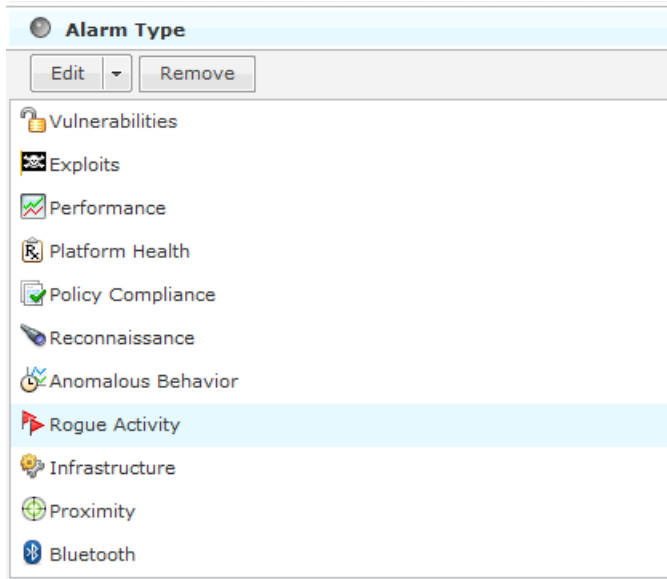 Alarm Type
Edit Remove
Vulnerabilities
Exploits
Performance
Platform Health
Policy Compliance
Reconnaissance
Anomalous Behavior
Rogue Activity
Infrastructure
Proximity
Bluetooth